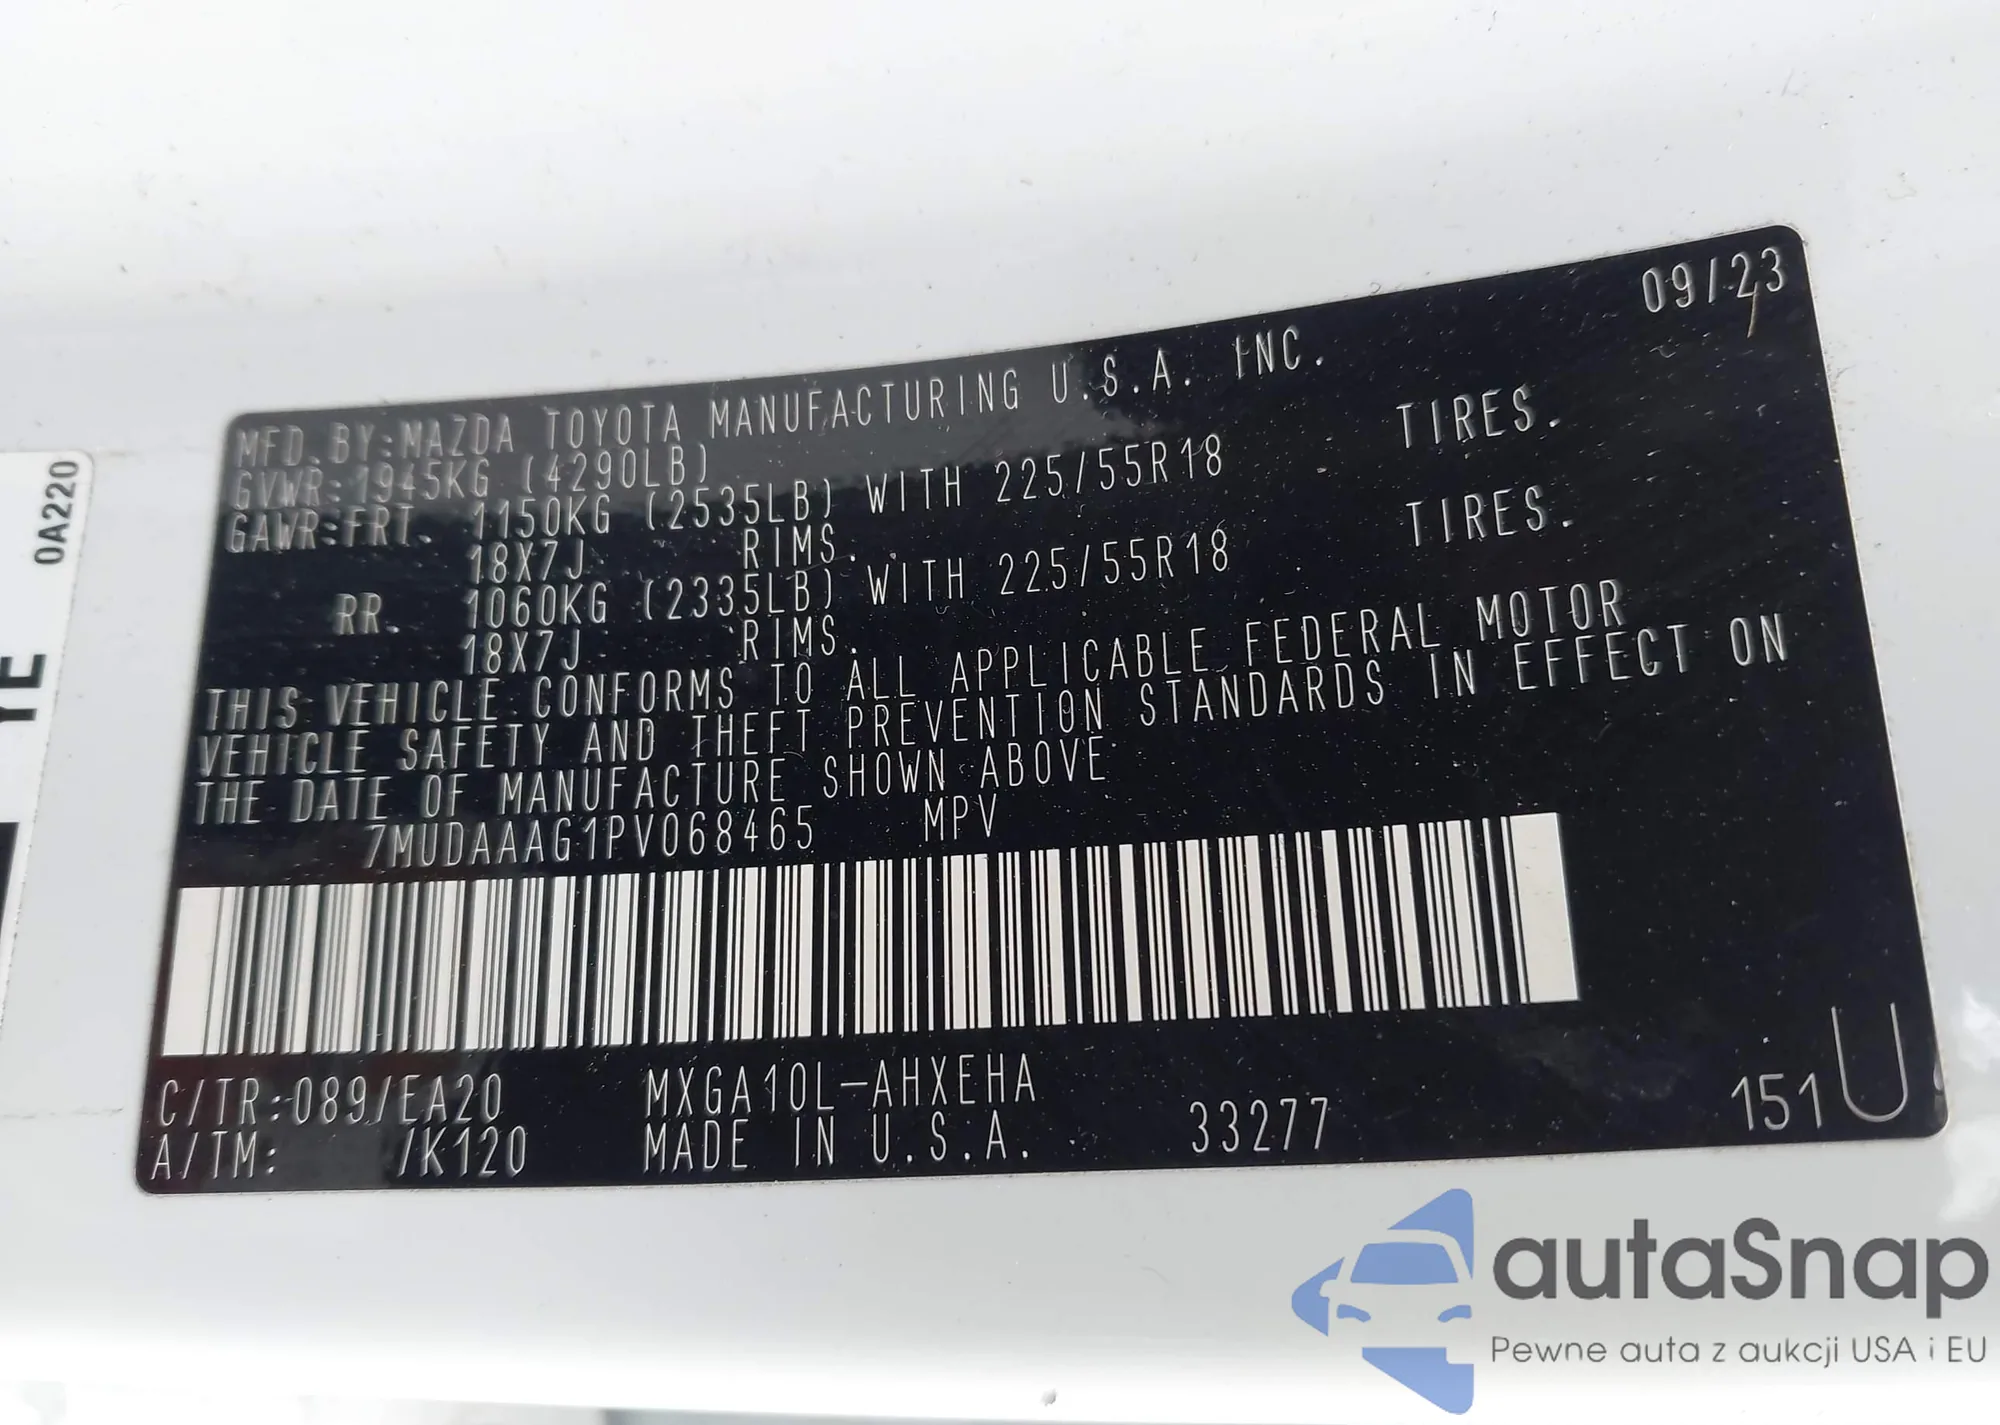 09/23
MFD.BY:MAZDA TOYOTA MANUFACTURING U.S.A. INC.
GVWR:1945KG (4290LB)
GAWR:FRT. 1150KG (2535LB) WITH 225/55R18 TIRES.
18X7J RIMS.
RR. 1060KG (2335LB) WITH 225/55R18 TIRES.
18X7J RIMS.
THIS VEHICLE CONFORMS TO ALL APPLICABLE FEDERAL MOTOR
VEHICLE SAFETY AND THEFT PREVENTION STANDARDS IN EFFECT ON
THE DATE OF MANUFACTURE SHOWN ABOVE
7MUDAAAG1PV068465 MPV
C/TR:089/EA20 MXGA10L-AHXEHA
A/TM: /K120 MADE IN U.S.A. 33277 151U
0A220
YE
autaSnap
Pewne auta z aukcji USA i EU